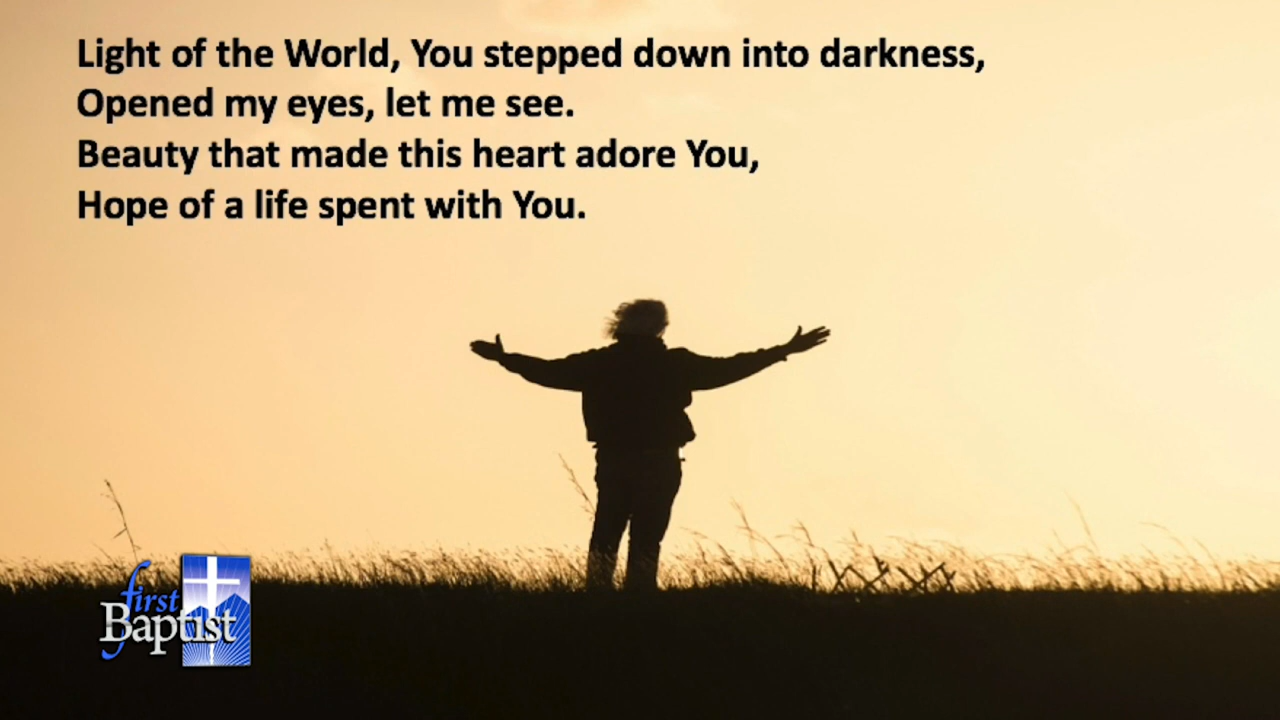 Light of the World, You stepped down into darkness,
Opened my eyes, let me see.
Beauty that made this heart adore You,
Hope of a life spent with You.
first
Baptist